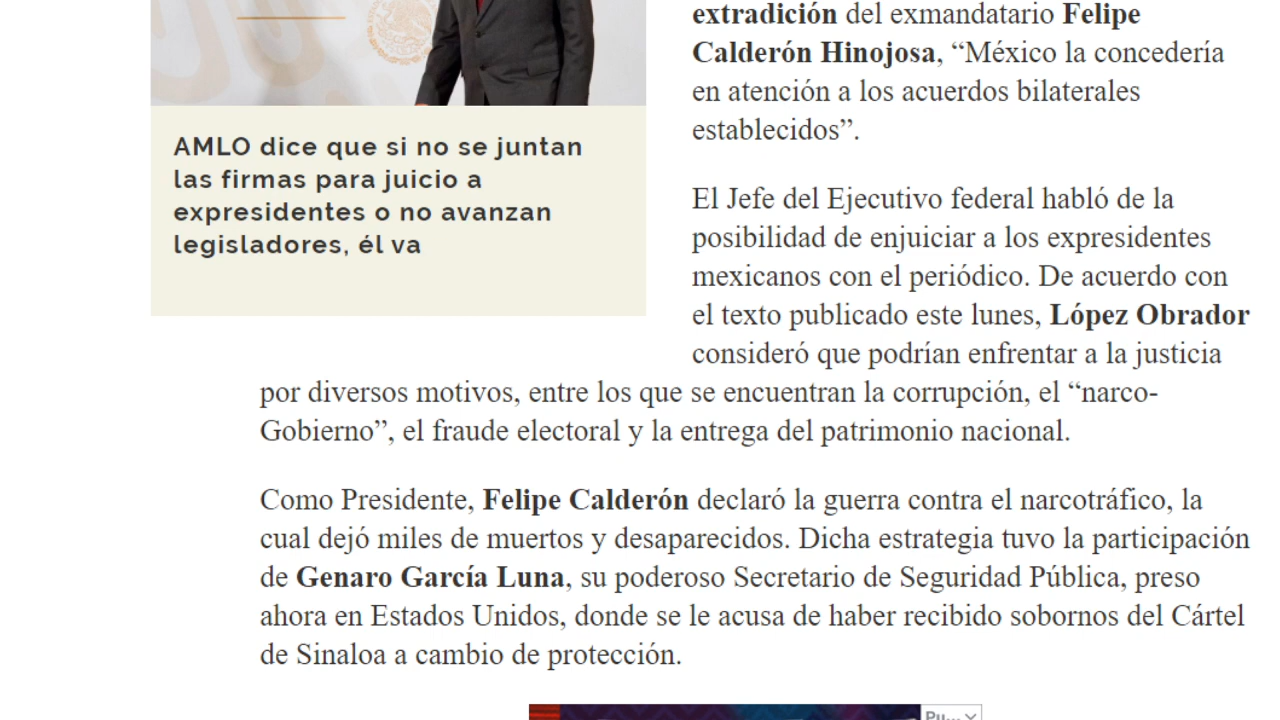 AMLO dice que si no se juntan
las firmas para juicio a
expresidentes o no avanzan
legisladores, él va
extradición del exmandatario Felipe
Calderón Hinojosa, “México la concedería
en atención a los acuerdos bilaterales
establecidos”.
El Jefe del Ejecutivo federal habló de la
posibilidad de enjuiciar a los expresidentes
mexicanos con el periódico. De acuerdo con
el texto publicado este lunes, López Obrador
consideró que podrían enfrentar a la justicia
por diversos motivos, entre los que se encuentran la corrupción, el “narco-
Gobierno”, el fraude electoral y la entrega del patrimonio nacional.
Como Presidente, Felipe Calderón declaró la guerra contra el narcotráfico, la
cual dejó miles de muertos y desaparecidos. Dicha estrategia tuvo la participación
de Genaro García Luna, su poderoso Secretario de Seguridad Pública, preso
ahora en Estados Unidos, donde se le acusa de haber recibido sobornos del Cártel
de Sinaloa a cambio de protección.
Pu...